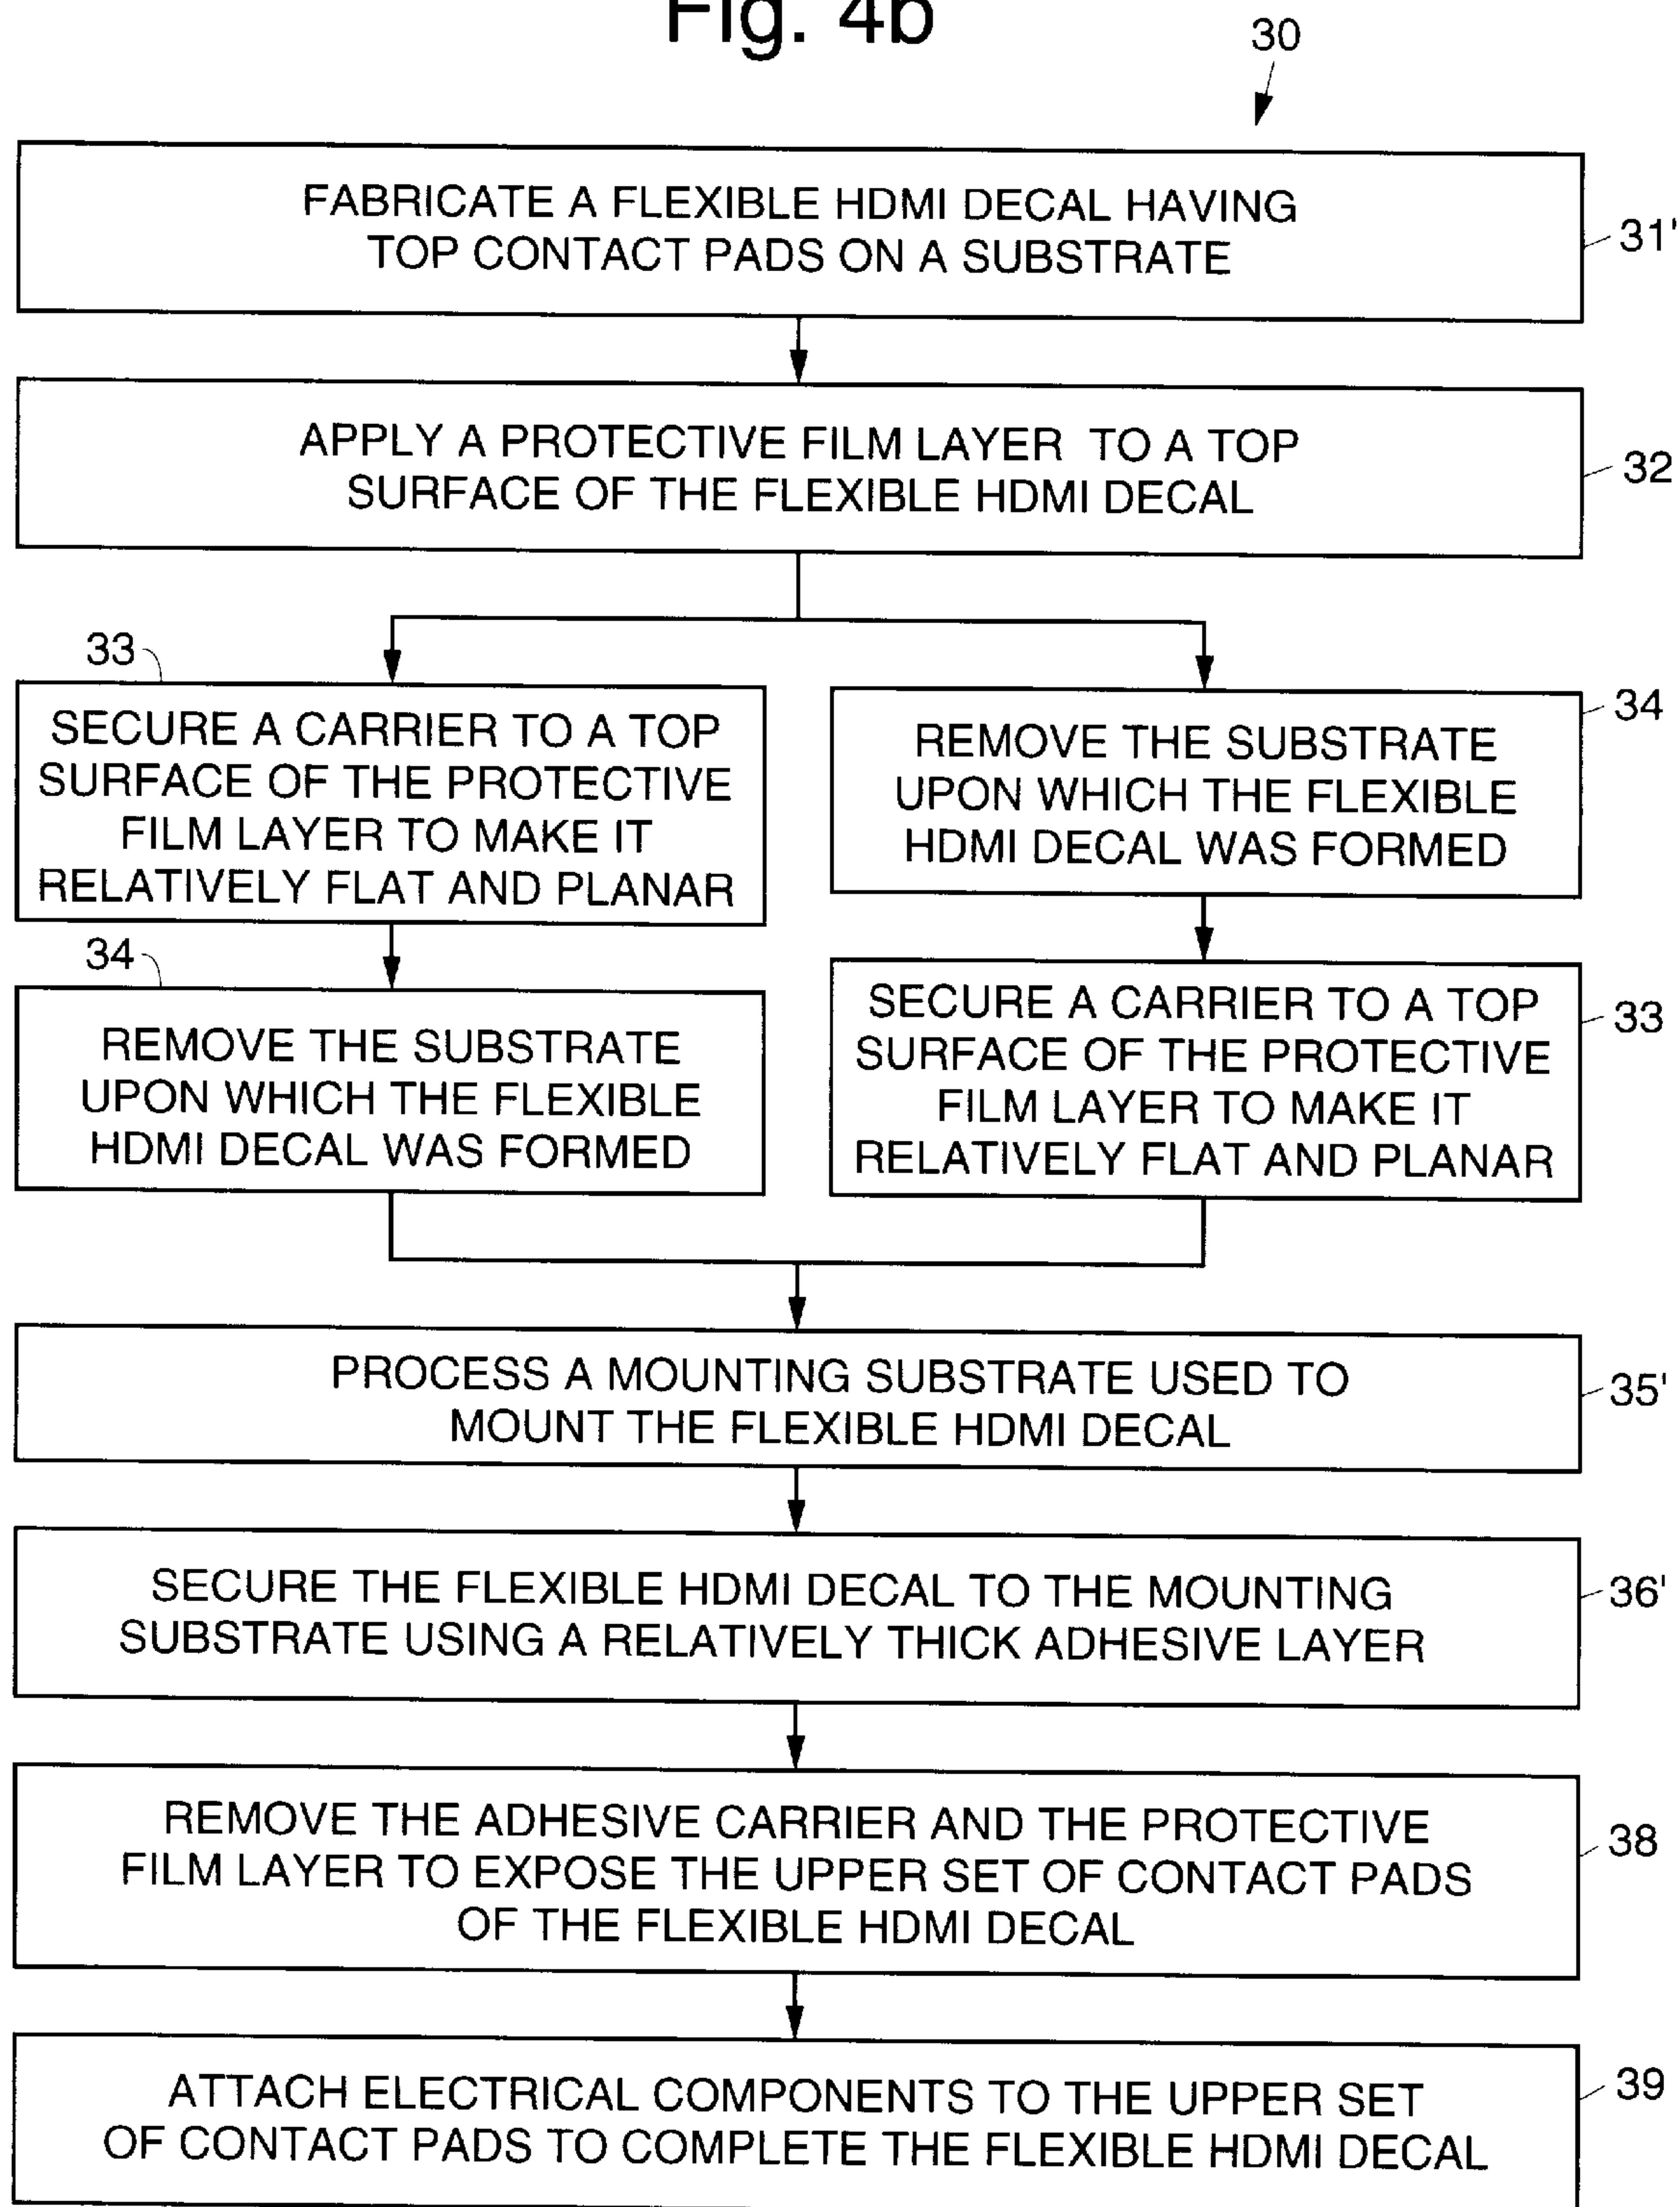 Fig. 4b
30
FABRICATE A FLEXIBLE HDMI DECAL HAVING
TOP CONTACT PADS ON A SUBSTRATE
31'
APPLY A PROTECTIVE FILM LAYER TO A TOP
SURFACE OF THE FLEXIBLE HDMI DECAL
32
33
SECURE A CARRIER TO A TOP
SURFACE OF THE PROTECTIVE
FILM LAYER TO MAKE IT
RELATIVELY FLAT AND PLANAR
34
REMOVE THE SUBSTRATE
UPON WHICH THE FLEXIBLE
HDMI DECAL WAS FORMED
34
REMOVE THE SUBSTRATE
UPON WHICH THE FLEXIBLE
HDMI DECAL WAS FORMED
SECURE A CARRIER TO A TOP
SURFACE OF THE PROTECTIVE
FILM LAYER TO MAKE IT
RELATIVELY FLAT AND PLANAR
33
PROCESS A MOUNTING SUBSTRATE USED TO
MOUNT THE FLEXIBLE HDMI DECAL
35'
SECURE THE FLEXIBLE HDMI DECAL TO THE MOUNTING
SUBSTRATE USING A RELATIVELY THICK ADHESIVE LAYER
36'
REMOVE THE ADHESIVE CARRIER AND THE PROTECTIVE
FILM LAYER TO EXPOSE THE UPPER SET OF CONTACT PADS
OF THE FLEXIBLE HDMI DECAL
38
ATTACH ELECTRICAL COMPONENTS TO THE UPPER SET
OF CONTACT PADS TO COMPLETE THE FLEXIBLE HDMI DECAL
39